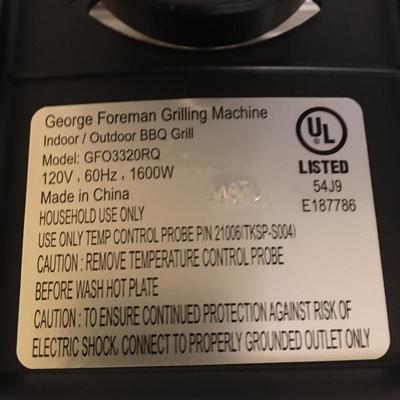 George Foreman Grilling Machine
Indoor / Outdoor BBQ Grill
Model: GFO3320RQ
120V , 60Hz , 1600W
Made in China
HOUSEHOLD USE ONLY
USE ONLY TEMP CONTROL PROBE P/N 21006(TKSP-S004)
CAUTION : REMOVE TEMPERATURE CONTROL PROBE
BEFORE WASH HOT PLATE
CAUTION : TO ENSURE CONTINUED PROTECTION AGAINST RISK OF
ELECTRIC SHOCK, CONNECT TO PROPERLY GROUNDED OUTLET ONLY
UL
LISTED
54J9
E187786